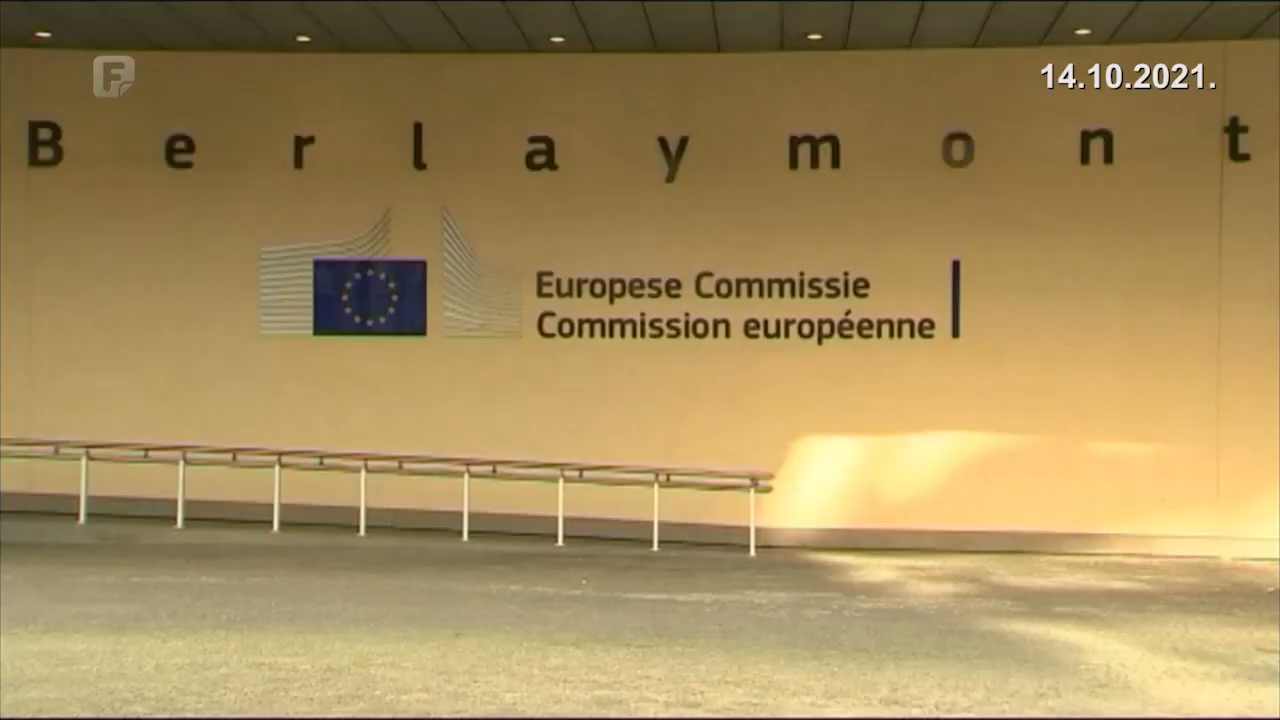 F
14.10.2021.
Berlaymont
Europese Commissie
Commission européenne